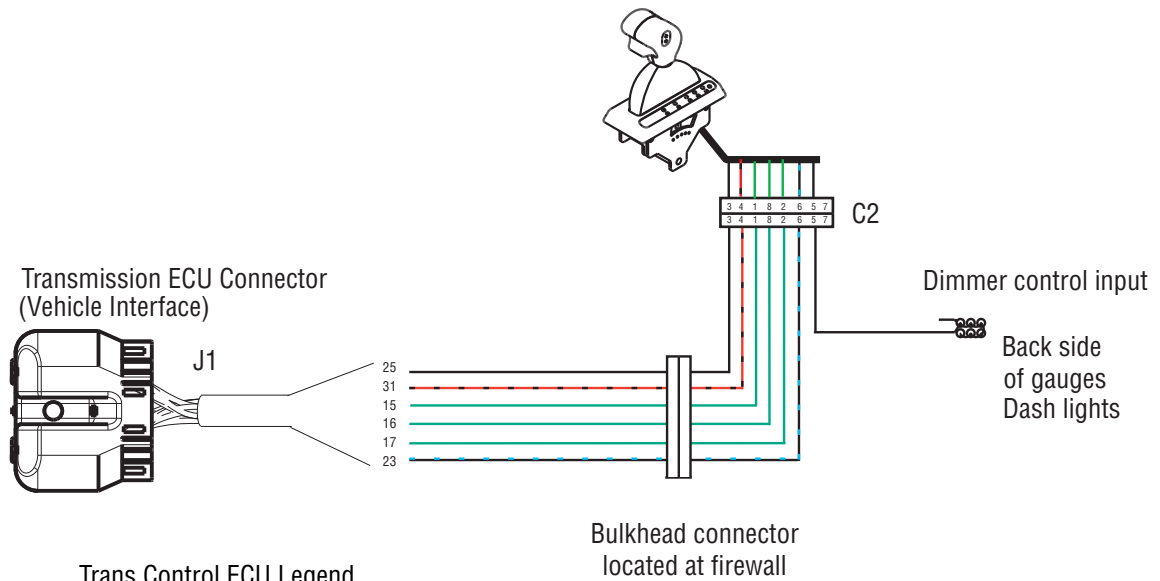 3 4 1 8 2 6 5 7
3 4 1 8 2 6 5 7
C2
Transmission ECU Connector
(Vehicle Interface)
J1
Dimmer control input
Back side
of gauges
Dash lights
25
31
15
16
17
23
Bulkhead connector
located at firewall
Trans Control ECU Legend